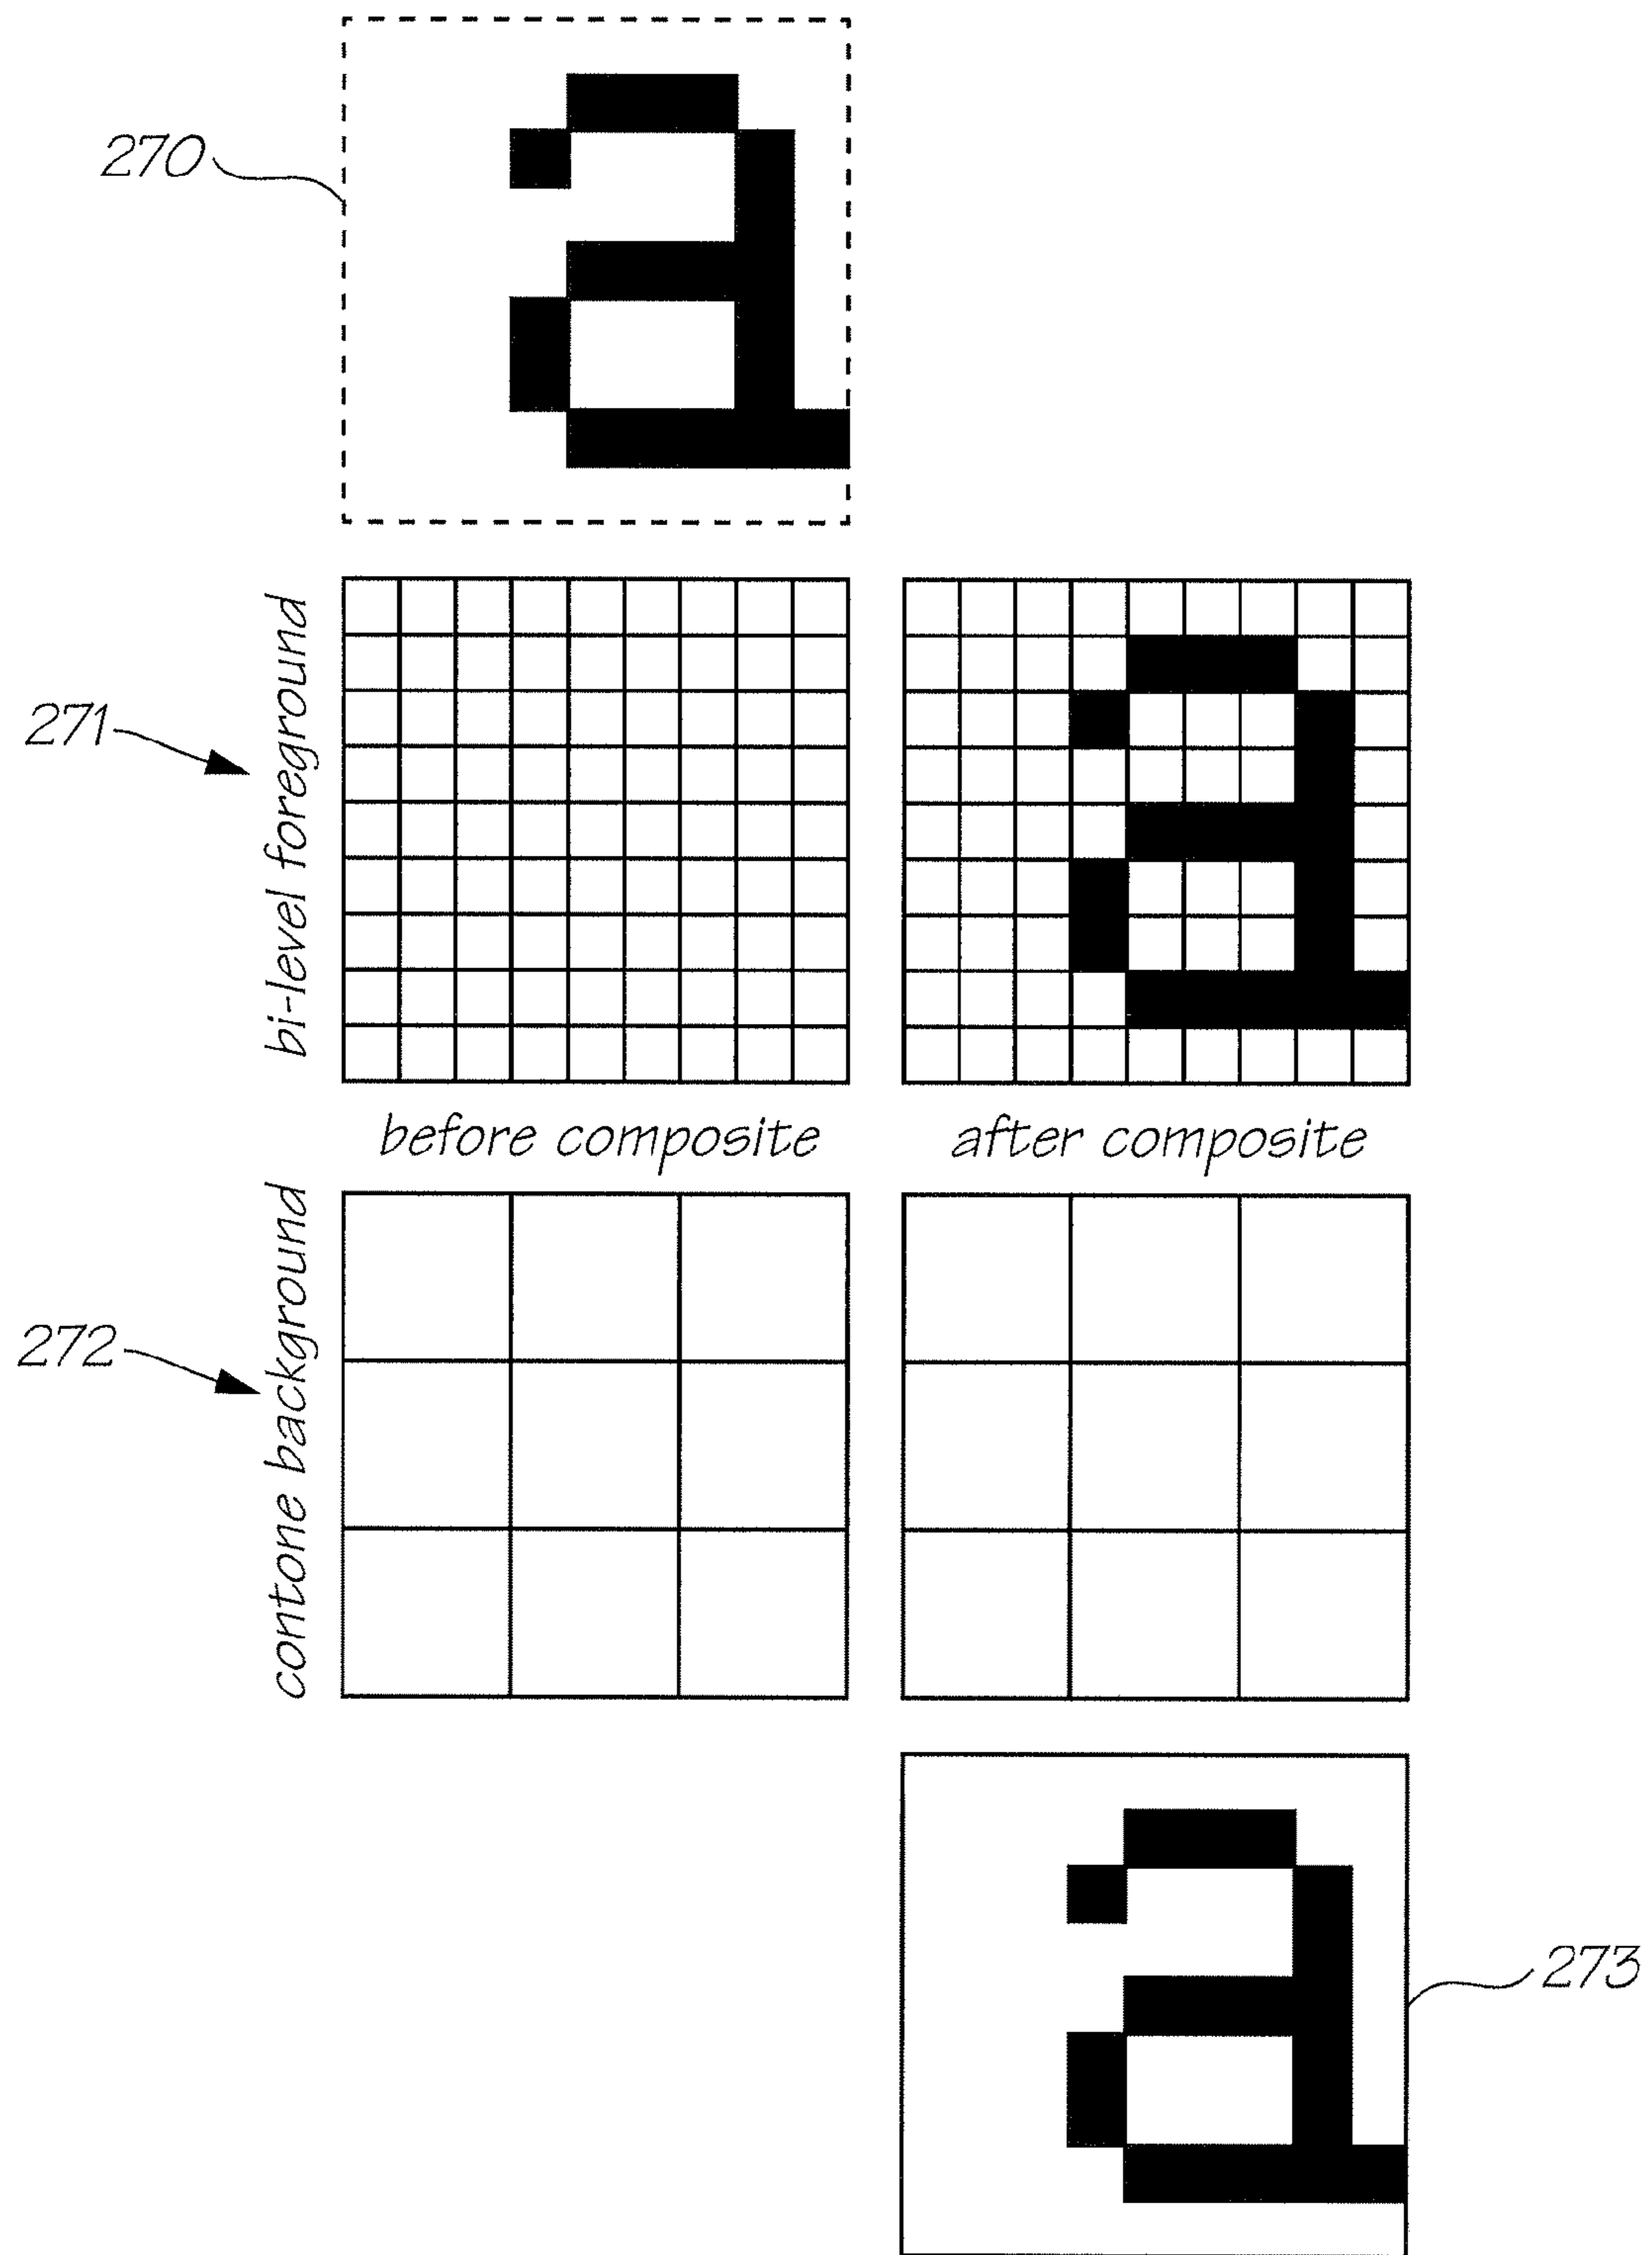 270
271
bi-level foreground
before composite
after composite
272
contone background
273